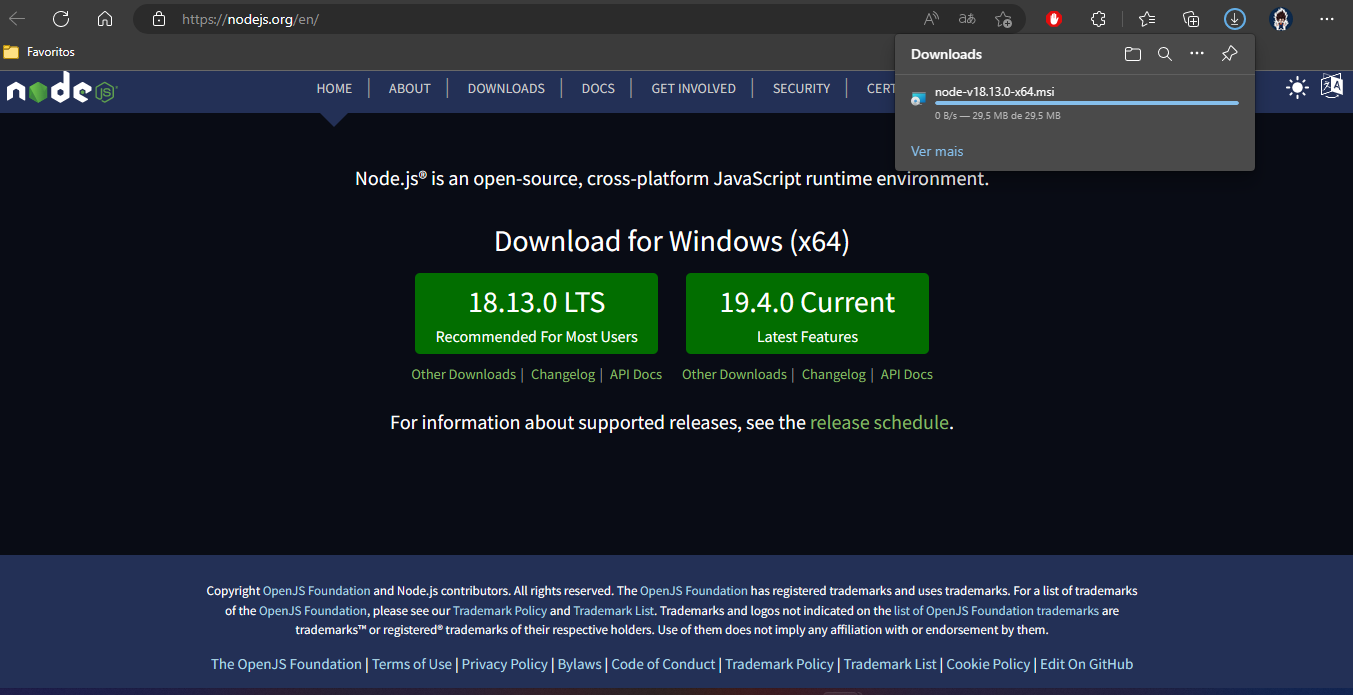 https://nodejs.org/en/
Favoritos
Downloads
node-v18.13.0-x64.msi
0 B/s — 29,5 MB de 29,5 MB
Ver mais
node JS
HOME | ABOUT | DOWNLOADS | DOCS | GET INVOLVED | SECURITY | CERT
Node.js® is an open-source, cross-platform JavaScript runtime environment.
Download for Windows (x64)
18.13.0 LTS
Recommended For Most Users
19.4.0 Current
Latest Features
Other Downloads | Changelog | API Docs
Other Downloads | Changelog | API Docs
For information about supported releases, see the release schedule.
Copyright OpenJS Foundation and Node.js contributors. All rights reserved. The OpenJS Foundation has registered trademarks and uses trademarks. For a list of trademarks
of the OpenJS Foundation, please see our Trademark Policy and Trademark List. Trademarks and logos not indicated on the list of OpenJS Foundation trademarks are
trademarks™ or registered® trademarks of their respective holders. Use of them does not imply any affiliation with or endorsement by them.
The OpenJS Foundation | Terms of Use | Privacy Policy | Bylaws | Code of Conduct | Trademark Policy | Trademark List | Cookie Policy | Edit On GitHub